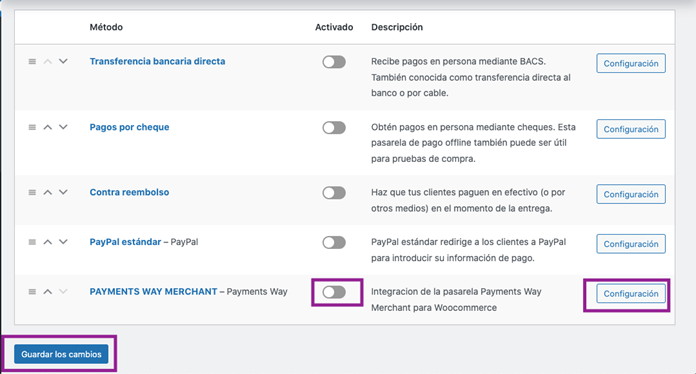 Método Activado Descripción
Transferencia bancaria directa Recibe pagos en persona mediante BACS. Configuración
También conocida como transferencia directa al
banco o por cable.
Pagos por cheque Obtén pagos en persona mediante cheques. Esta Configuración
pasarela de pago offline también puede ser útil
para pruebas de compra.
Contra reembolso Haz que tus clientes paguen en efectivo (o por Configuración
otros medios) en el momento de la entrega.
PayPal estándar – PayPal PayPal estándar redirige a los clientes a PayPal Configuración
para introducir su información de pago.
PAYMENTS WAY MERCHANT – Payments Way Integracion de la pasarela Payments Way Configuración
Merchant para Woocommerce
Guardar los cambios